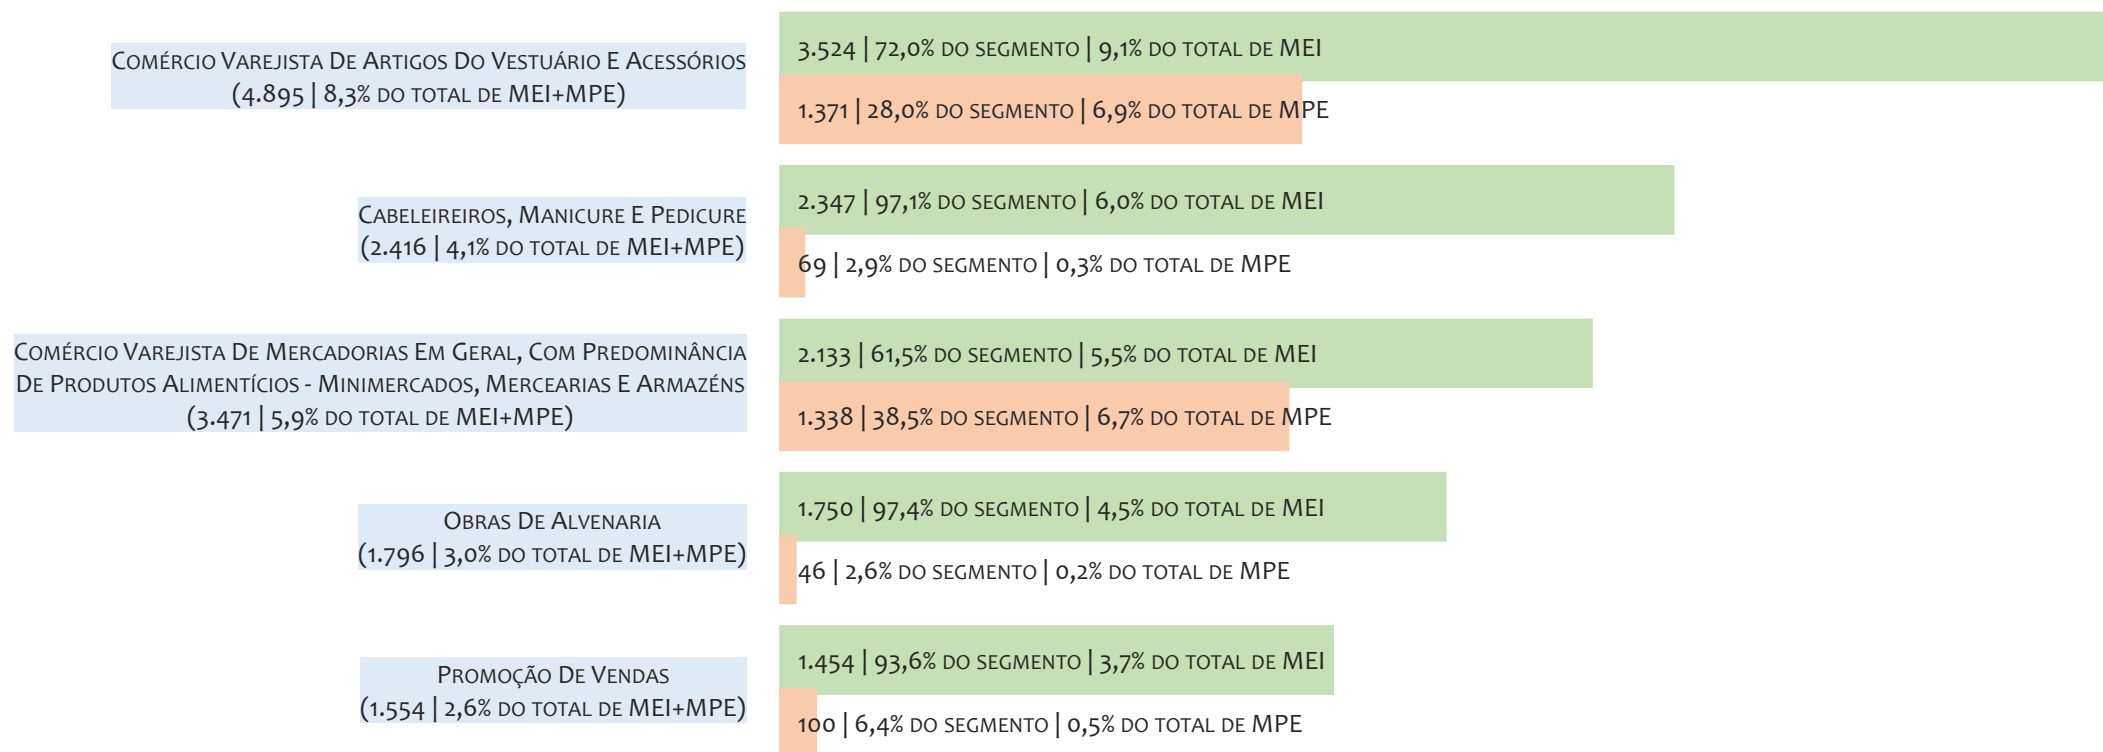 Comércio Varejista De Artigos Do Vestuário E Acessórios
(4.895 | 8,3% do total de MEI+MPE)
3.524 | 72,0% do segmento | 9,1% do total de MEI
1.371 | 28,0% do segmento | 6,9% do total de MPE
Cabeleireiros, Manicure E Pedicure
(2.416 | 4,1% do total de MEI+MPE)
2.347 | 97,1% do segmento | 6,0% do total de MEI
69 | 2,9% do segmento | 0,3% do total de MPE
Comércio Varejista De Mercadorias Em Geral, Com Predominância
De Produtos Alimentícios - Minimercados, Mercearias E Armazéns
(3.471 | 5,9% do total de MEI+MPE)
2.133 | 61,5% do segmento | 5,5% do total de MEI
1.338 | 38,5% do segmento | 6,7% do total de MPE
Obras De Alvenaria
(1.796 | 3,0% do total de MEI+MPE)
1.750 | 97,4% do segmento | 4,5% do total de MEI
46 | 2,6% do segmento | 0,2% do total de MPE
Promoção De Vendas
(1.554 | 2,6% do total de MEI+MPE)
1.454 | 93,6% do segmento | 3,7% do total de MEI
100 | 6,4% do segmento | 0,5% do total de MPE